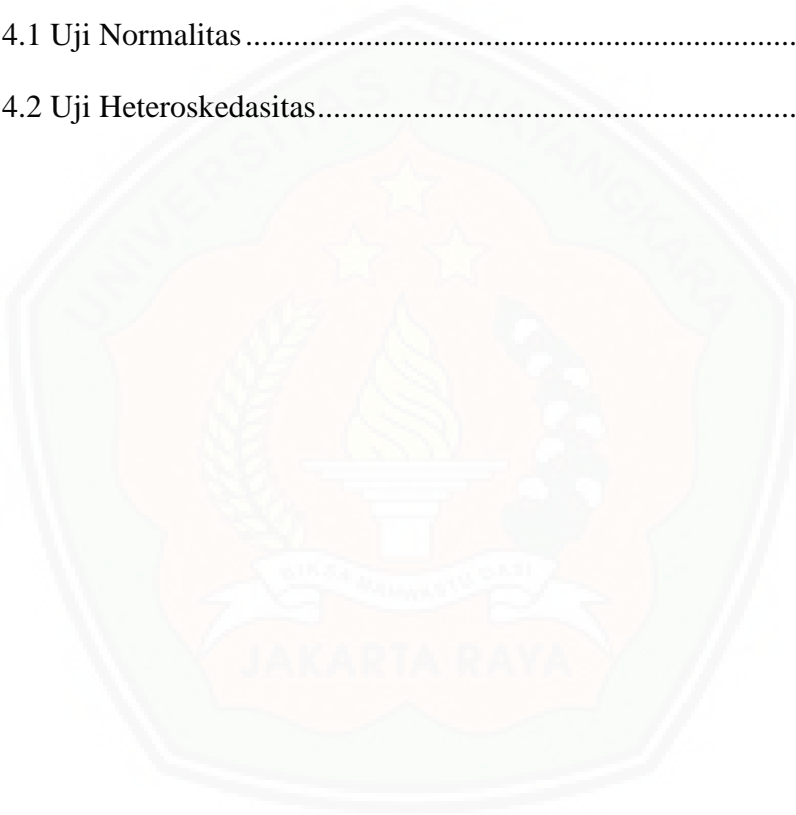 4.1 Uji Normalitas............................................................................
4.2 Uji Heteroskedasitas...................................................................
UNIVERSITAS BHAYANGKARA
JAKARTA RAYA